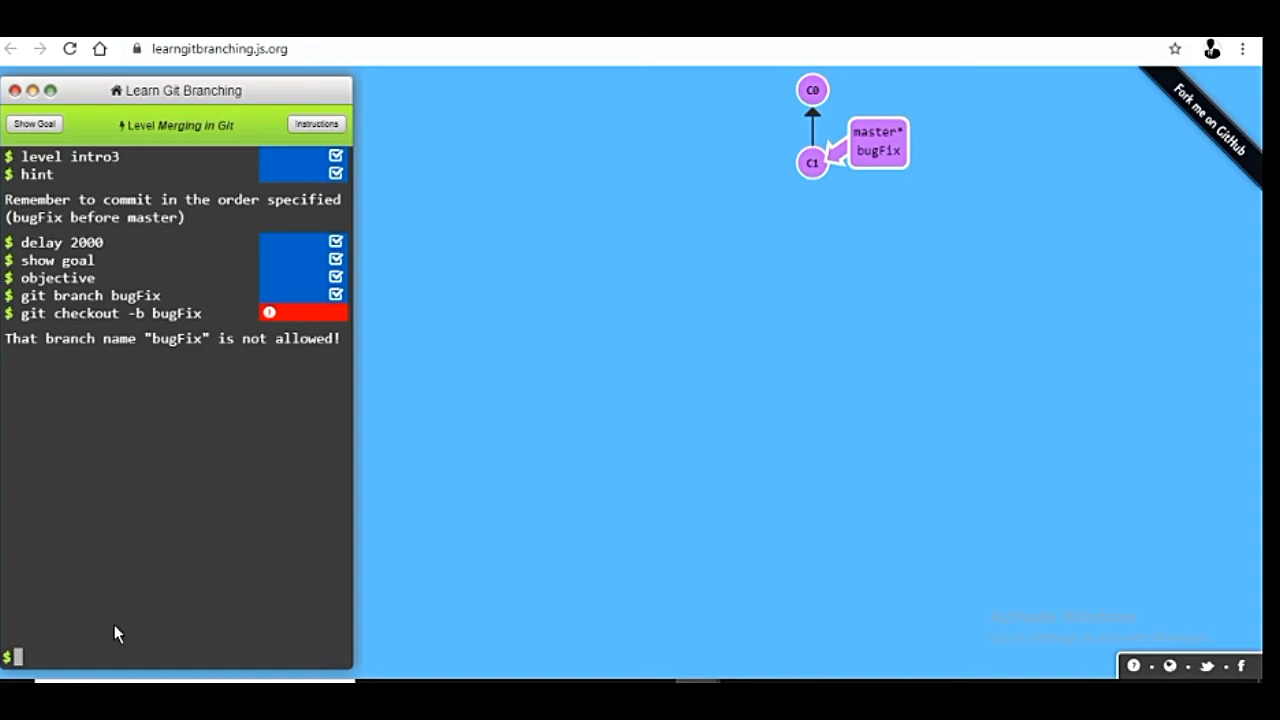 learngitbranching.js.org
Learn Git Branching
Show Goal
Level Merging in Git
Instructions
$ level intro3
$ hint
Remember to commit in the order specified
(bugFix before master)
$ delay 2000
$ show goal
$ objective
$ git branch bugFix
$ git checkout -b bugFix
That branch name "bugFix" is not allowed!
$
C0
master*
bugFix
C1
Fork me on GitHub
Activate Windows